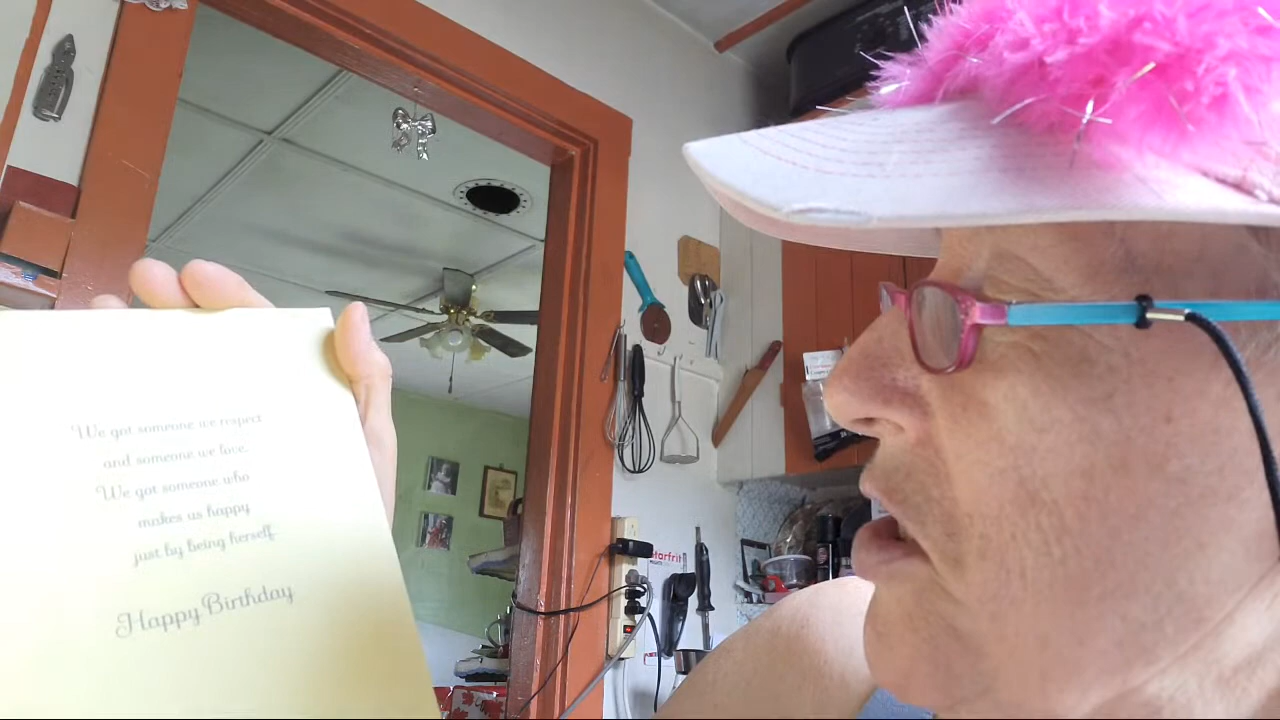 We got someone we respect
and someone we love.
We got someone who
makes us happy
just by being herself.
Happy Birthday
starfrit